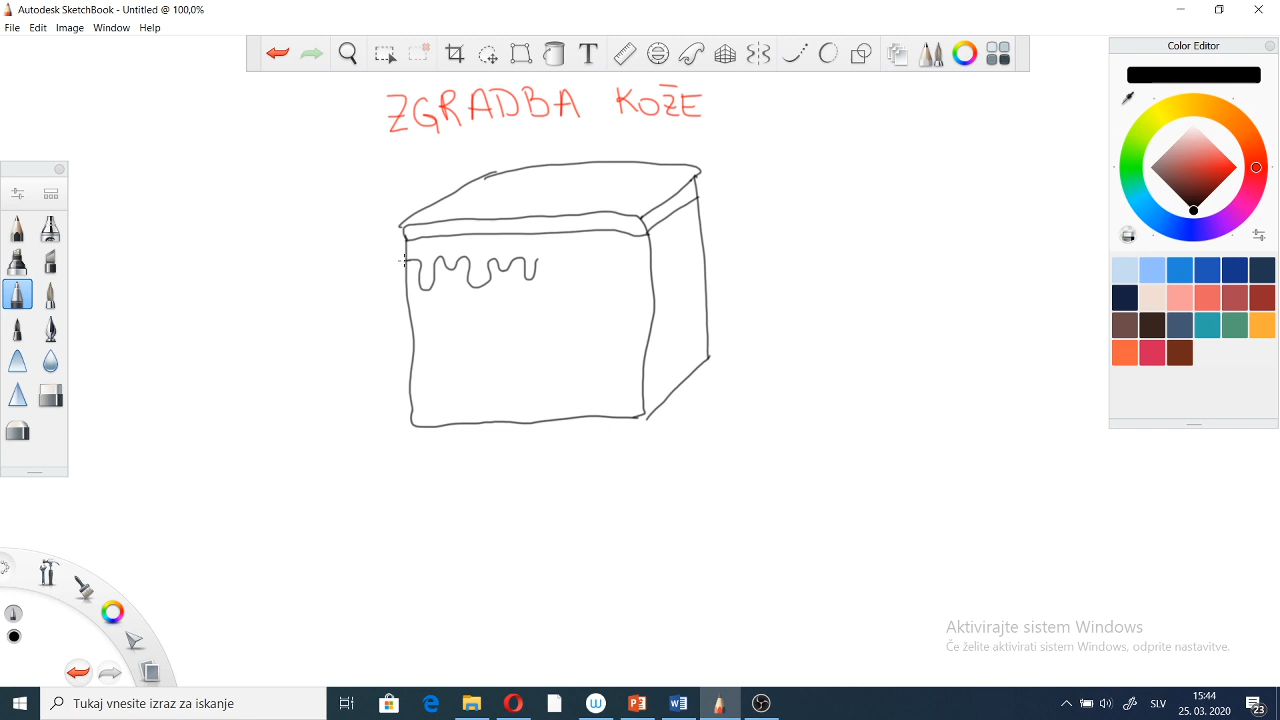 Autodesk SketchBook - Untitled @ 100,0%
File Edit Image Window Help
T
Color Editor
ZGRADBA KOŽE
Aktivirajte sistem Windows
Če želite aktivirati sistem Windows, odprite nastavitve.
Tukaj vnesite izraz za iskanje
SLV
15:44
25. 03. 2020
23